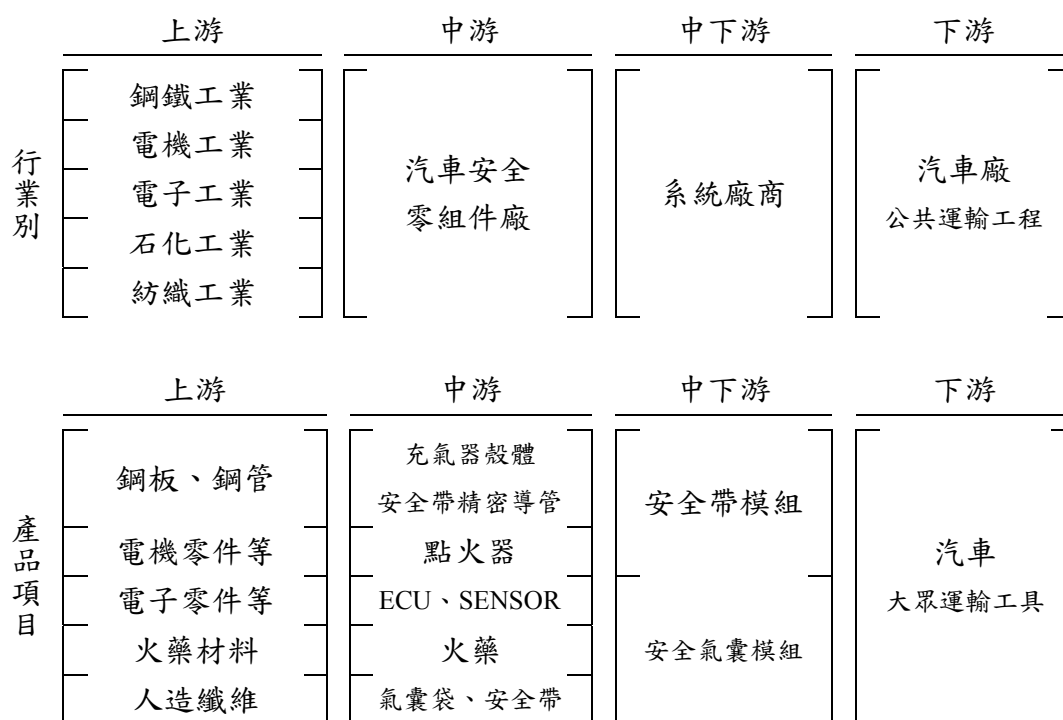 上游 中游 中下游 下游
行業別
鋼鐵工業
電機工業
電子工業
石化工業
紡織工業
汽車安全
零組件廠
系統廠商
汽車廠
公共運輸工程
上游 中游 中下游 下游
產品項目
鋼板、鋼管
電機零件等
電子零件等
火藥材料
人造纖維
充氣器殼體
安全帶精密導管
點火器
ECU、SENSOR
火藥
氣囊袋、安全帶
安全帶模組
安全氣囊模組
汽車
大眾運輸工具